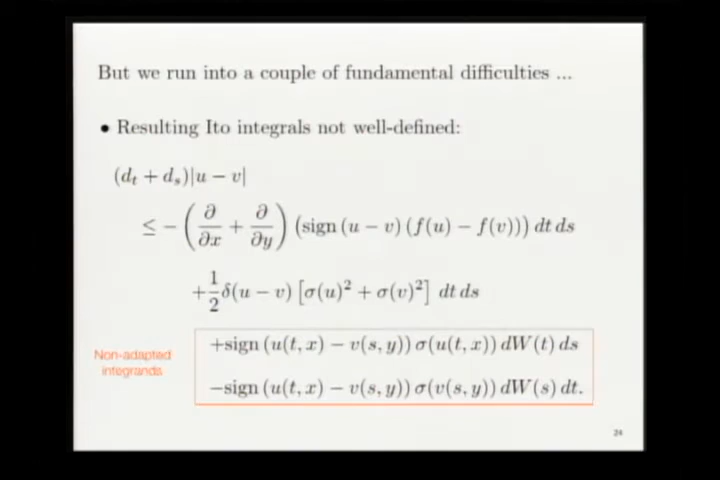 But we run into a couple of fundamental difficulties ...
• Resulting Ito integrals not well-defined:
(d_t + d_s)|u − v|
≤ −(∂/∂x + ∂/∂y) (sign (u − v) (f(u) − f(v))) dt ds
+1/2 δ(u − v) [σ(u)² + σ(v)²] dt ds
Non-adapted
integrands
+sign (u(t, x) − v(s, y)) σ(u(t, x)) dW(t) ds
−sign (u(t, x) − v(s, y)) σ(v(s, y)) dW(s) dt.
24